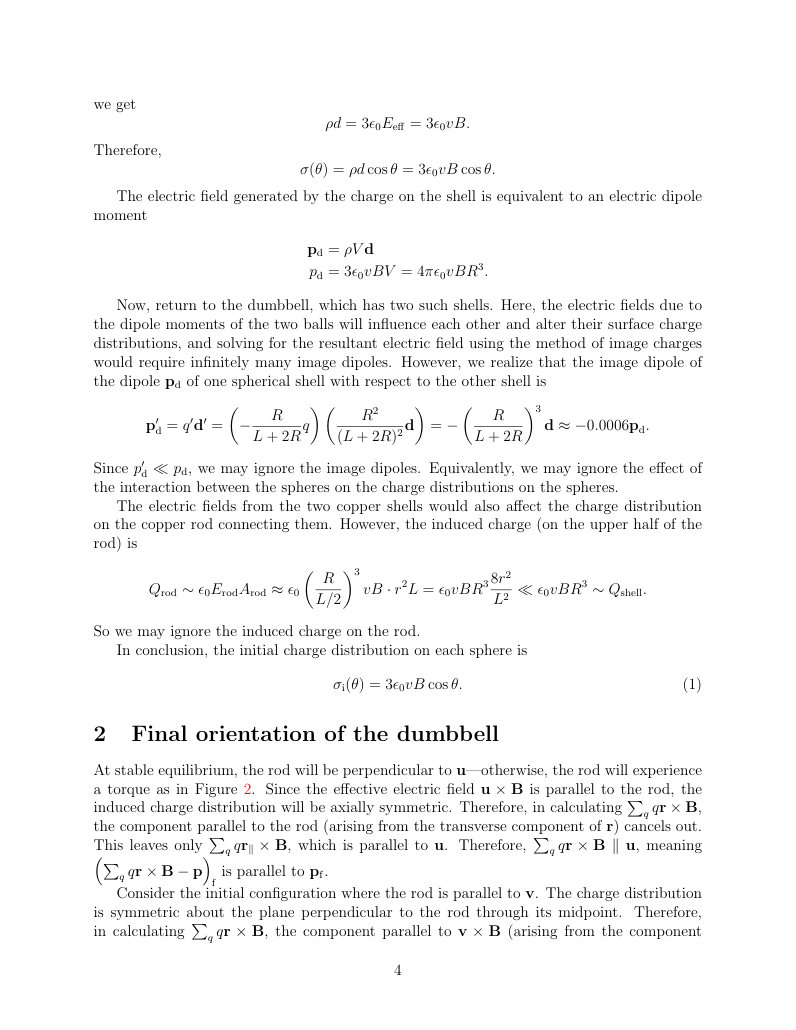 we get
ρd = 3ϵ₀E_eff = 3ϵ₀vB.
Therefore,
σ(θ) = ρd cos θ = 3ϵ₀vB cos θ.
The electric field generated by the charge on the shell is equivalent to an electric dipole
moment
p_d = ρV d
p_d = 3ϵ₀vBV = 4πϵ₀vBR³.
Now, return to the dumbbell, which has two such shells. Here, the electric fields due to
the dipole moments of the two balls will influence each other and alter their surface charge
distributions, and solving for the resultant electric field using the method of image charges
would require infinitely many image dipoles. However, we realize that the image dipole of
the dipole p_d of one spherical shell with respect to the other shell is
p′_d = q′d′ = (−R/(L + 2R) q) (R²/(L + 2R)² d) = −(R/(L + 2R))³ d ≈ −0.0006p_d.
Since p′_d ≪ p_d, we may ignore the image dipoles. Equivalently, we may ignore the effect of
the interaction between the spheres on the charge distributions on the spheres.
The electric fields from the two copper shells would also affect the charge distribution
on the copper rod connecting them. However, the induced charge (on the upper half of the
rod) is
Q_rod ∼ ϵ₀E_rod A_rod ≈ ϵ₀ (R/(L/2))³ vB · r²L = ϵ₀vBR³ 8r²/L² ≪ ϵ₀vBR³ ∼ Q_shell.
So we may ignore the induced charge on the rod.
In conclusion, the initial charge distribution on each sphere is
σ_i(θ) = 3ϵ₀vB cos θ. (1)
2 Final orientation of the dumbbell
At stable equilibrium, the rod will be perpendicular to u—otherwise, the rod will experience
a torque as in Figure 2. Since the effective electric field u × B is parallel to the rod, the
induced charge distribution will be axially symmetric. Therefore, in calculating ∑_q qr × B,
the component parallel to the rod (arising from the transverse component of r) cancels out.
This leaves only ∑_q qr_∥ × B, which is parallel to u. Therefore, ∑_q qr × B ∥ u, meaning
(∑_q qr × B − p)_f is parallel to p_f.
Consider the initial configuration where the rod is parallel to v. The charge distribution
is symmetric about the plane perpendicular to the rod through its midpoint. Therefore,
in calculating ∑_q qr × B, the component parallel to v × B (arising from the component
4